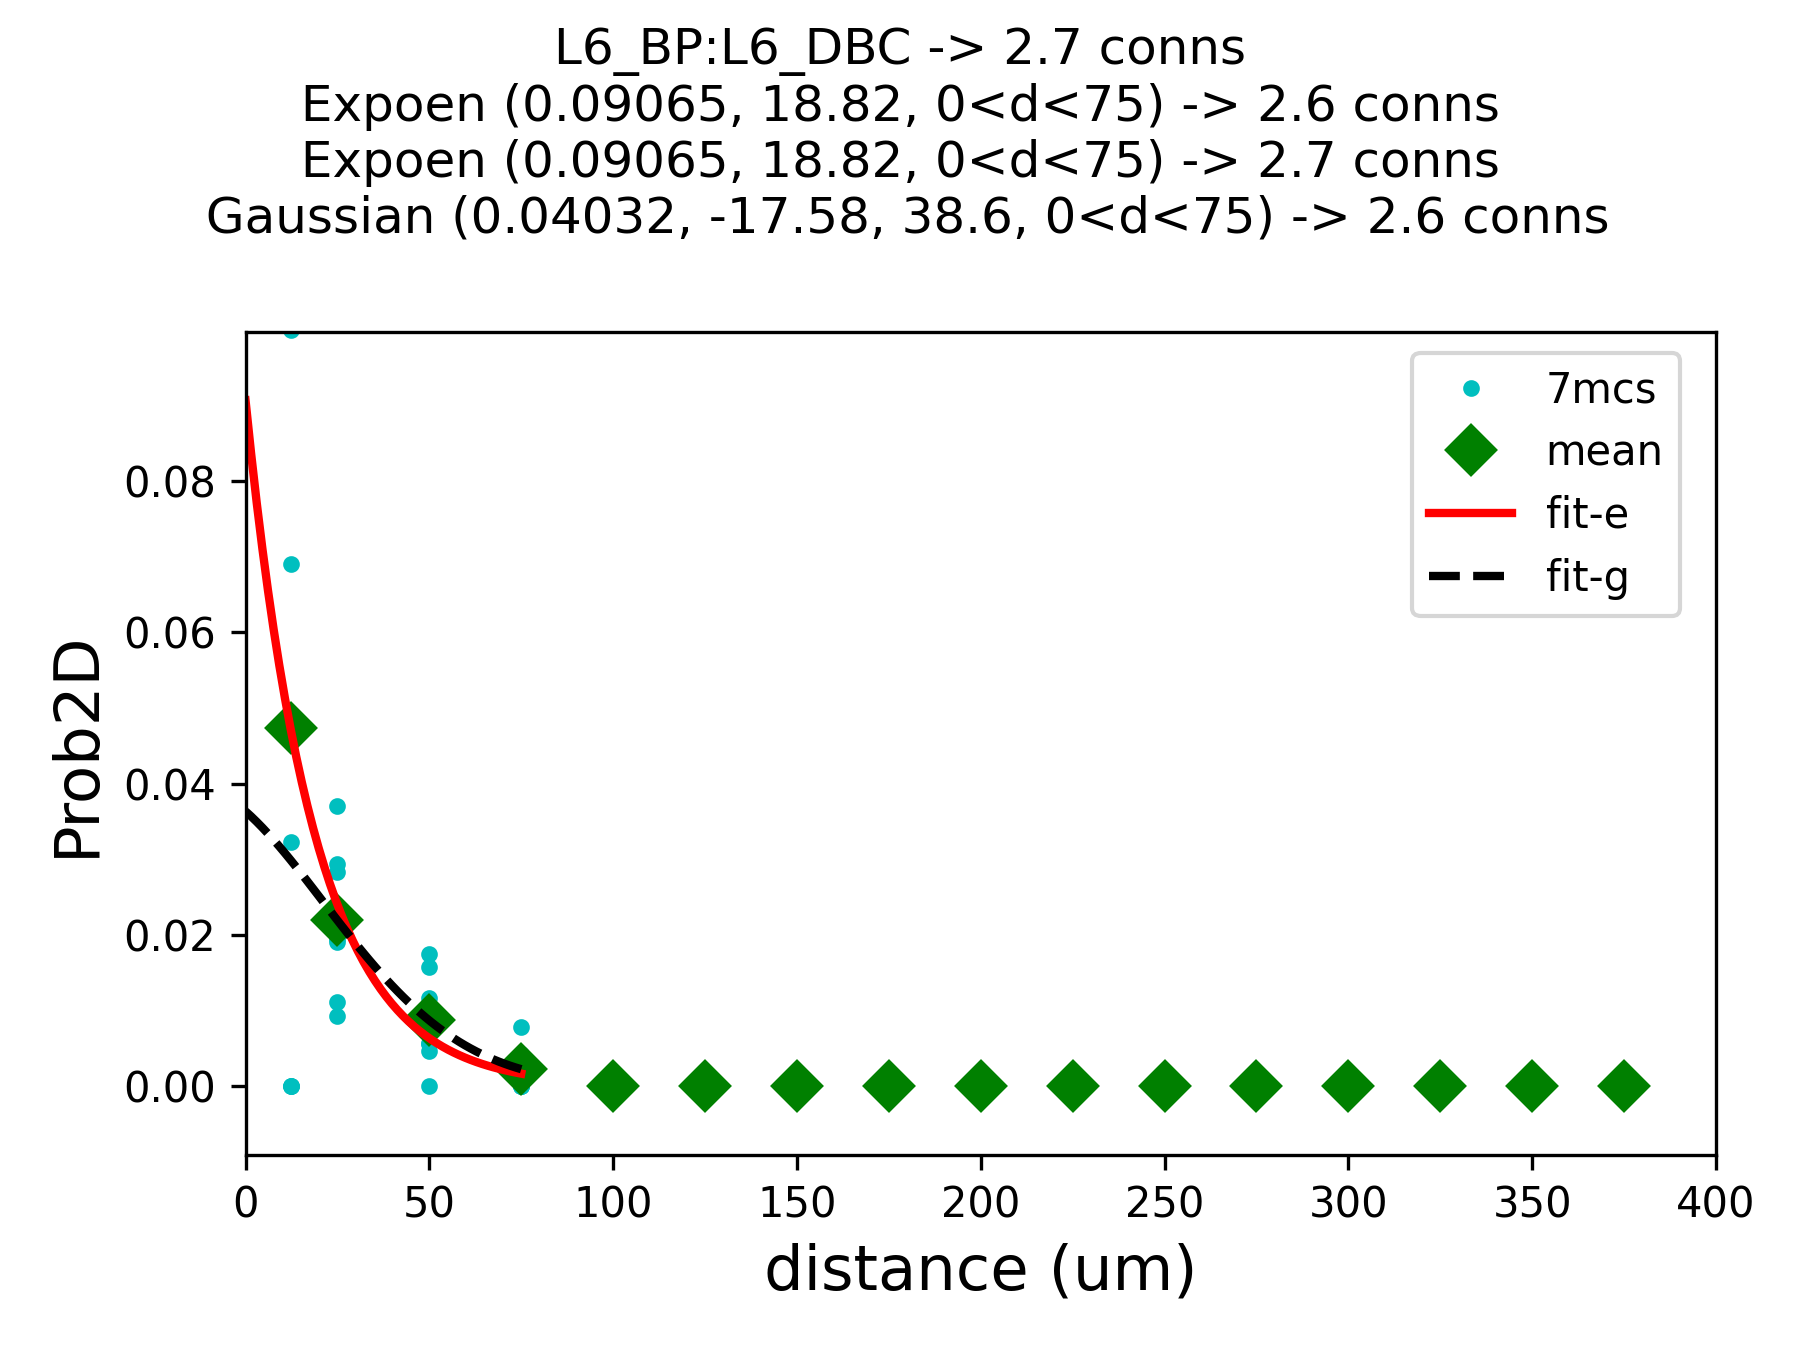 L6_BP:L6_DBC -> 2.7 conns
Expoen (0.09065, 18.82, 0<d<75) -> 2.6 conns
Expoen (0.09065, 18.82, 0<d<75) -> 2.7 conns
Gaussian (0.04032, -17.58, 38.6, 0<d<75) -> 2.6 conns
7mcs
mean
fit-e
fit-g
Prob2D
0.08
0.06
0.04
0.02
0.00
0 50 100 150 200 250 300 350 400
distance (um)